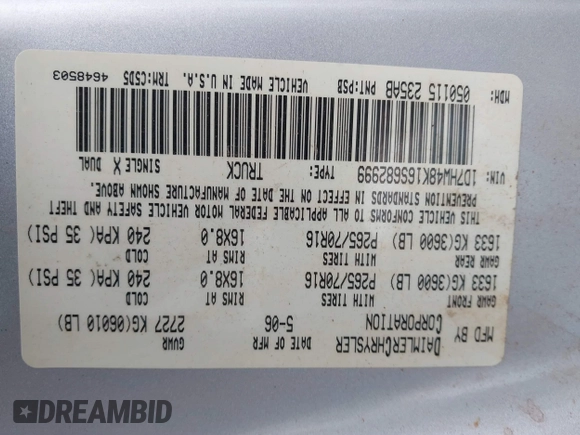 MFD BY DAIMLERCHRYSLER CORPORATION
DATE OF MFR 5-06
GVWR 2727 KG(06010 LB)
GAWR FRONT WITH TIRES RIMS AT COLD
1633 KG(3600 LB) P265/70R16 16X8.0 240 KPA( 35 PSI)
GAWR REAR WITH TIRES RIMS AT COLD
1633 KG(3600 LB) P265/70R16 16X8.0 240 KPA( 35 PSI)
THIS VEHICLE CONFORMS TO ALL APPLICABLE FEDERAL MOTOR VEHICLE SAFETY AND THEFT
PREVENTION STANDARDS IN EFFECT ON THE DATE OF MANUFACTURE SHOWN ABOVE.
VIN: 1D7HW48K16S682999 TYPE: TRUCK SINGLE X DUAL
MDH: 050115 235AB PNT:PSB VEHICLE MADE IN U.S.A. TRM:CSD5 4648503
DREAMBID